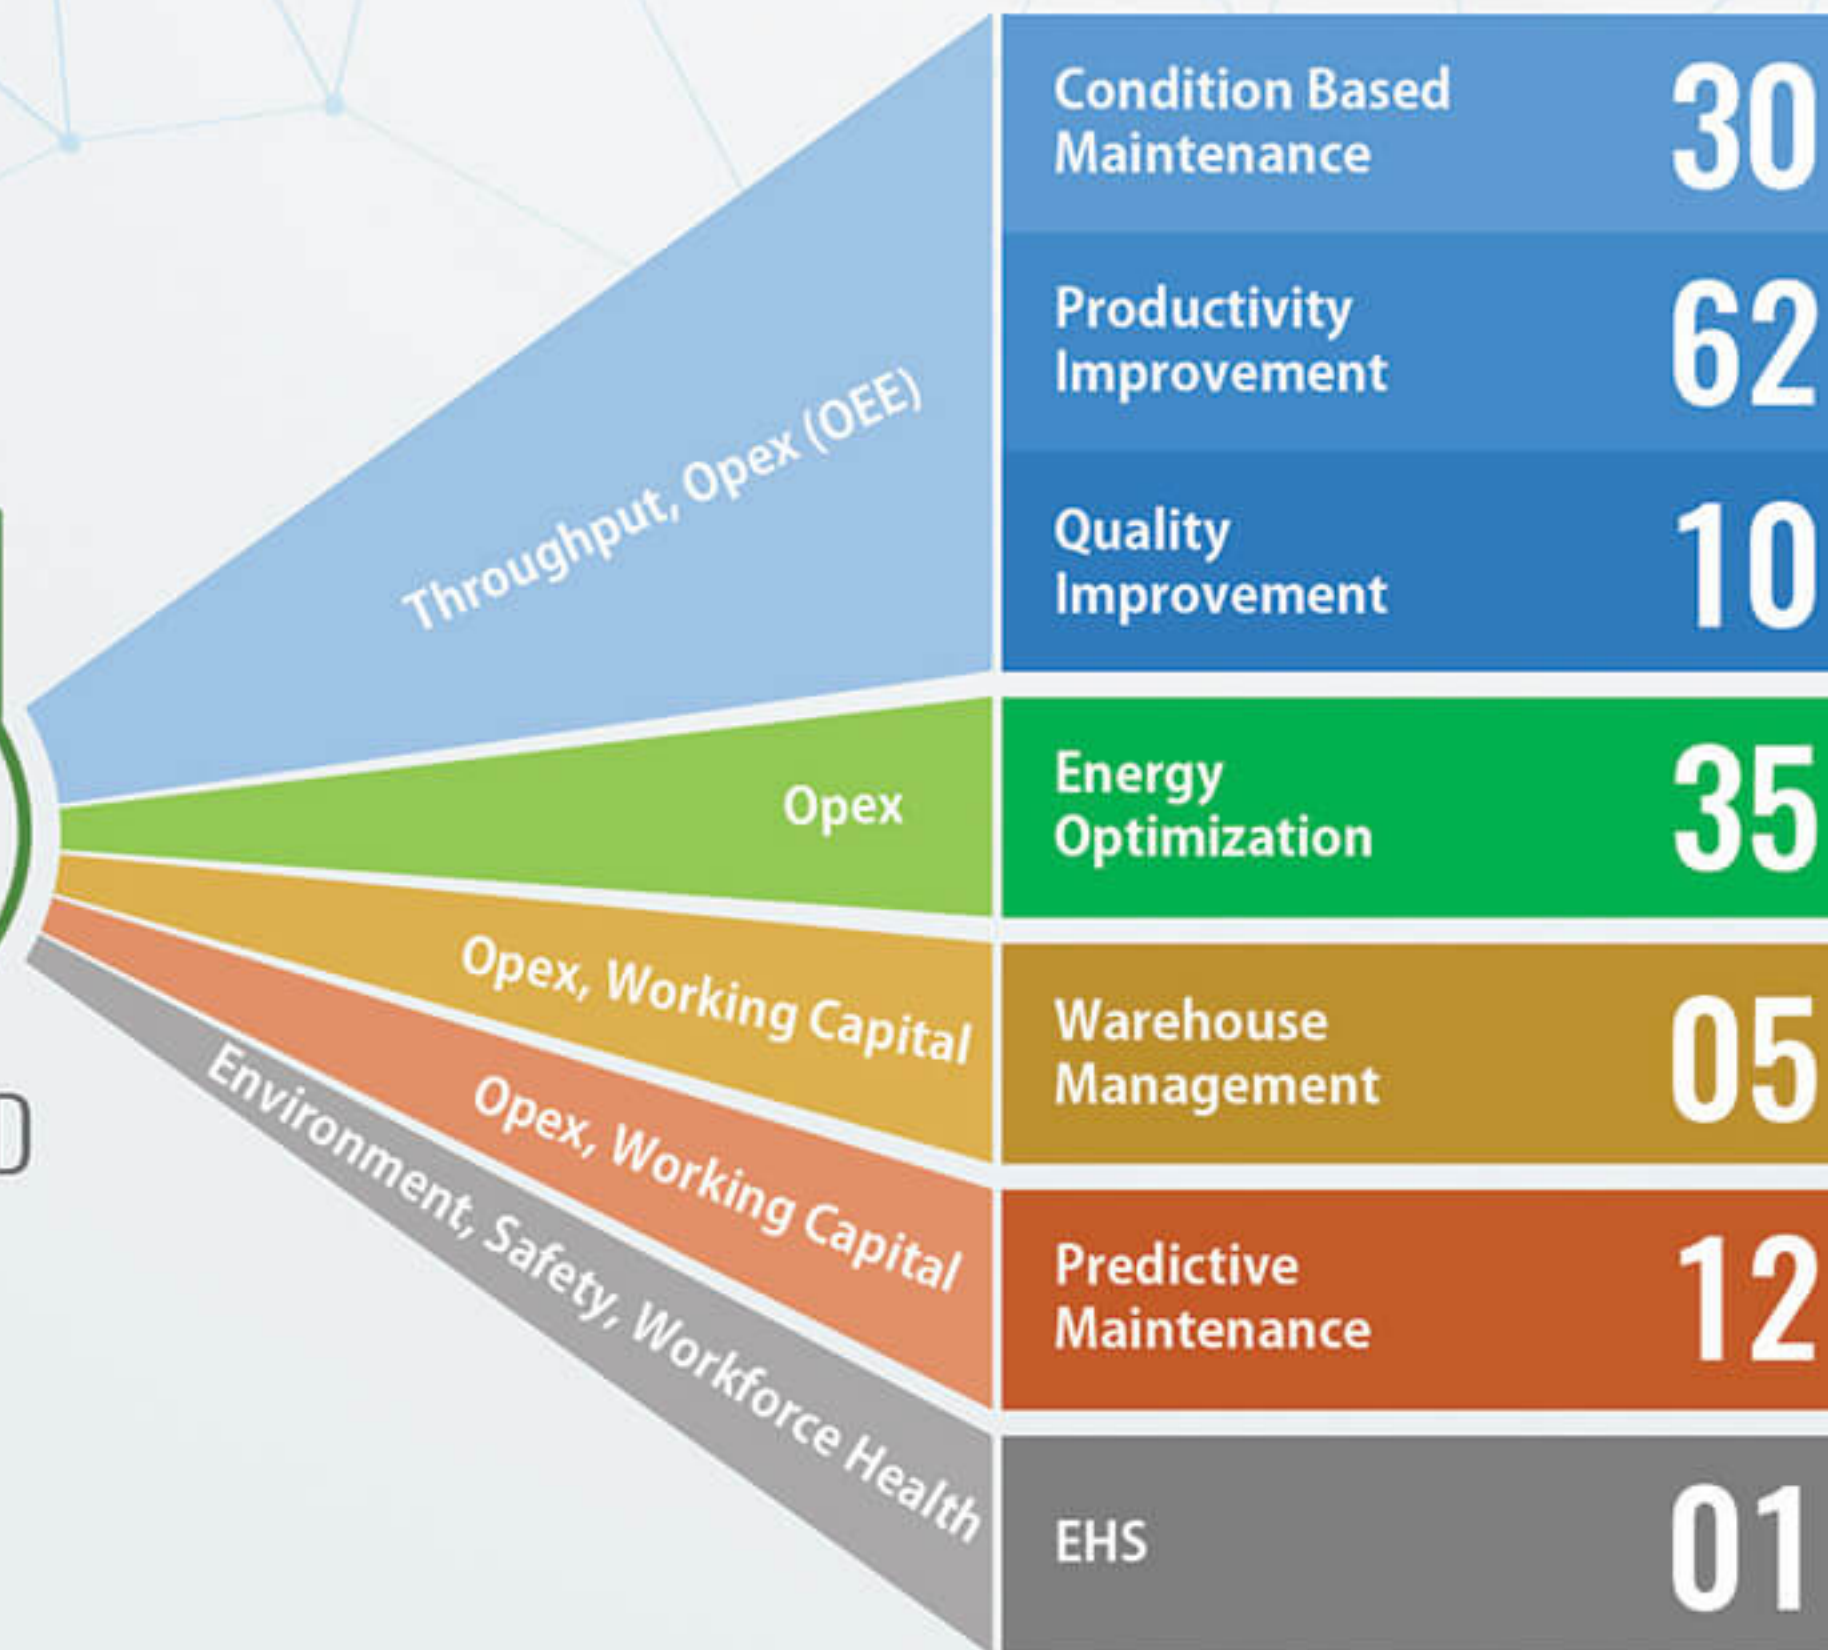 Throughput, Opex (OEE)
Condition Based
Maintenance
30
Productivity
Improvement
62
Quality
Improvement
10
Opex
Energy
Optimization
35
Opex, Working Capital
Warehouse
Management
05
Opex, Working Capital
Predictive
Maintenance
12
Environment, Safety, Workforce Health
EHS
01